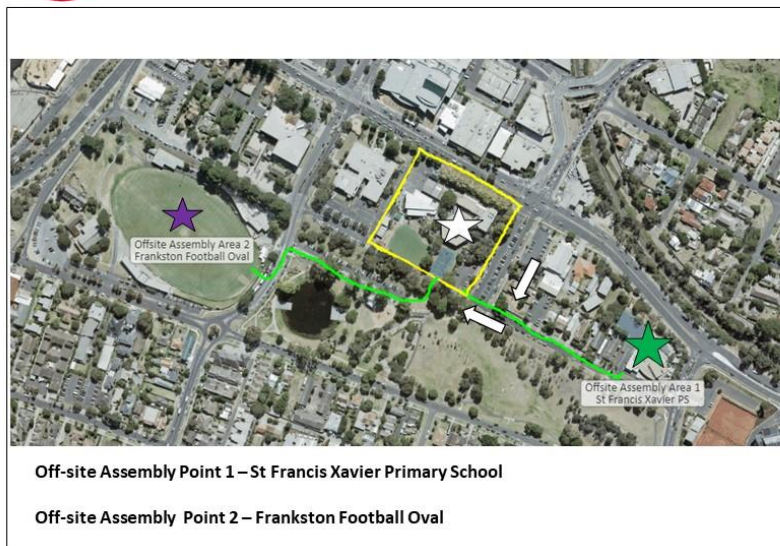 Offsite Assembly Area 2
Frankston Football Oval
Offsite Assembly Area 1
St Francis Xavier PS
Off-site Assembly Point 1 – St Francis Xavier Primary School
Off-site Assembly  Point 2 – Frankston Football Oval